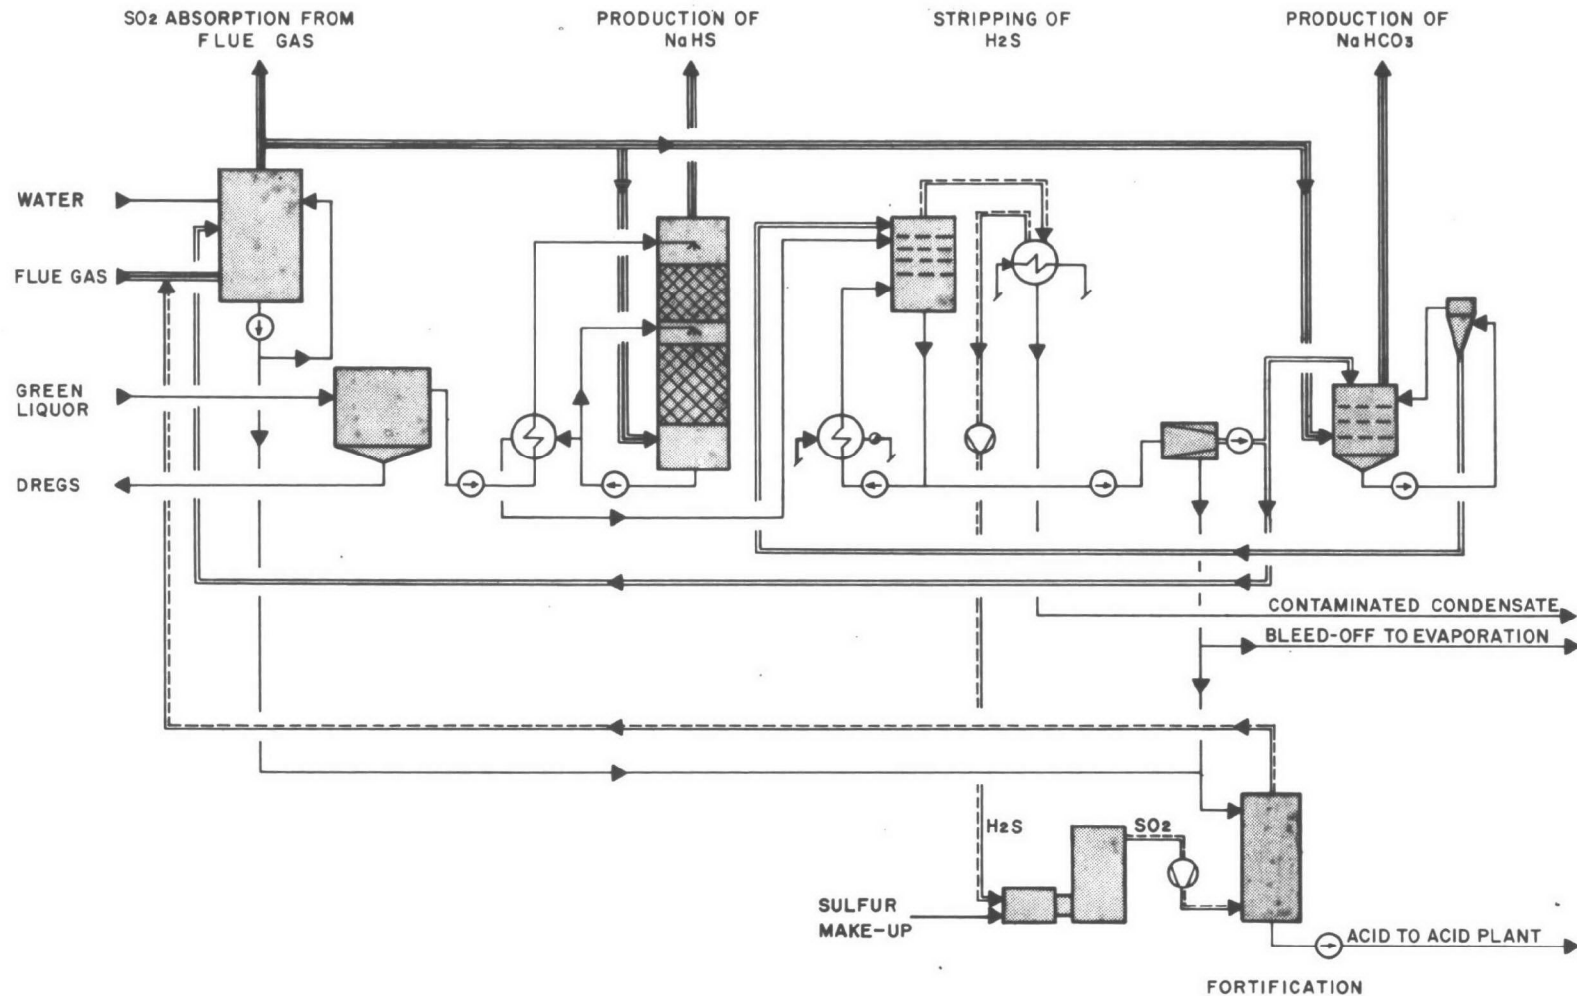 SO2 ABSORPTION FROM
FLUE GAS
PRODUCTION OF
NaHS
STRIPPING OF
H2S
PRODUCTION OF
NaHCO3
WATER
FLUE GAS
GREEN
LIQUOR
DREGS
CONTAMINATED CONDENSATE
BLEED-OFF TO EVAPORATION
H2S
SO2
SULFUR
MAKE-UP
ACID TO ACID PLANT
FORTIFICATION